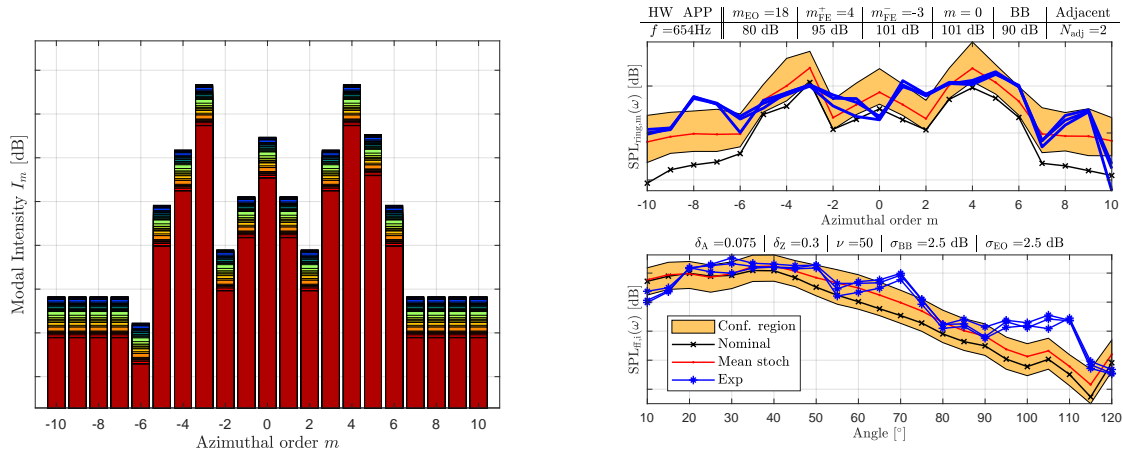 Modal Intensity I_m [dB]
-10 -8 -6 -4 -2 0 2 4 6 8 10
Azimuthal order m
HW APP m_EO =18 m_FE^+ =4 m_FE^- =-3 m = 0 BB Adjacent
f =654Hz 80 dB 95 dB 101 dB 101 dB 90 dB N_adj =2
SPL_ring,m(ω) [dB]
-10 -8 -6 -4 -2 0 2 4 6 8 10
Azimuthal order m
δ_A =0.075 δ_Z =0.3 ν =50 σ_BB =2.5 dB σ_EO =2.5 dB
SPL_ff,i(ω) [dB]
Conf. region
Nominal
Mean stoch
Exp
10 20 30 40 50 60 70 80 90 100 110 120
Angle [°]